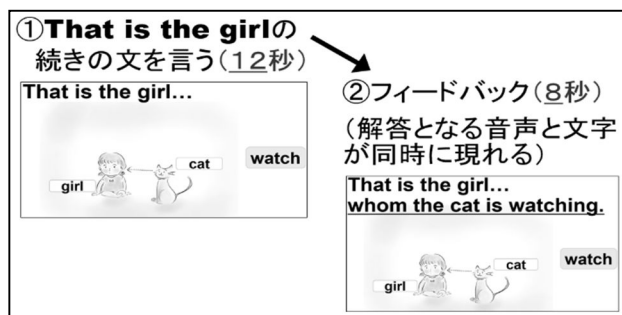 ①That is the girlの
続きの文を言う(12秒)
That is the girl...
cat
watch
girl
②フィードバック(8秒)
(解答となる音声と文字
が同時に現れる)
That is the girl...
whom the cat is watching.
cat
watch
girl